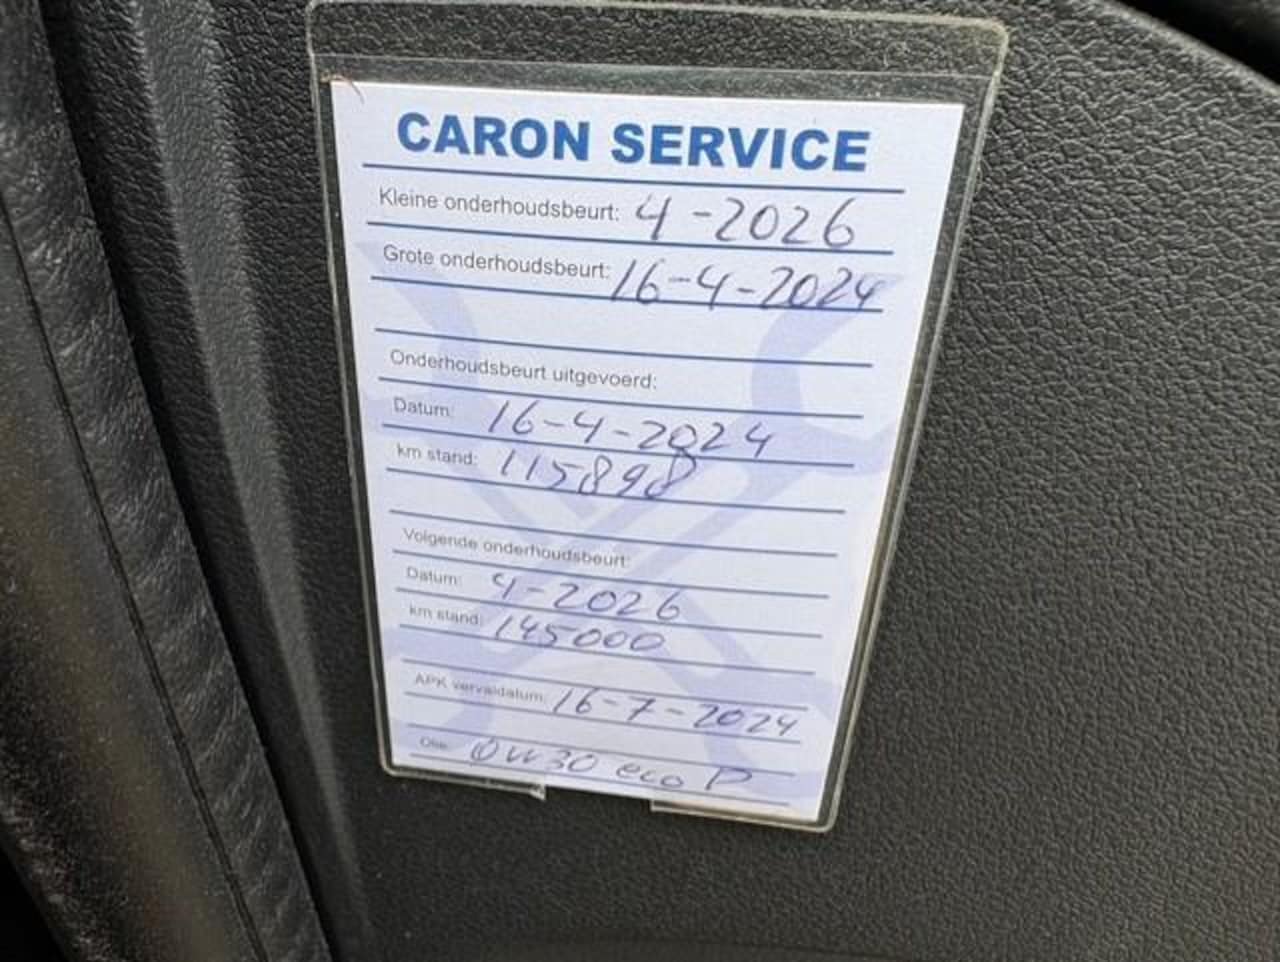 CARON SERVICE
Kleine onderhoudsbeurt: 4-2026
Grote onderhoudsbeurt: 16-4-2024
Onderhoudsbeurt uitgevoerd:
Datum: 16-4-2024
km stand: 115898
Volgende onderhoudsbeurt:
Datum: 4-2026
km stand: 145000
APK vervaldatum: 16-7-2024
Olie: 0W30 eco P